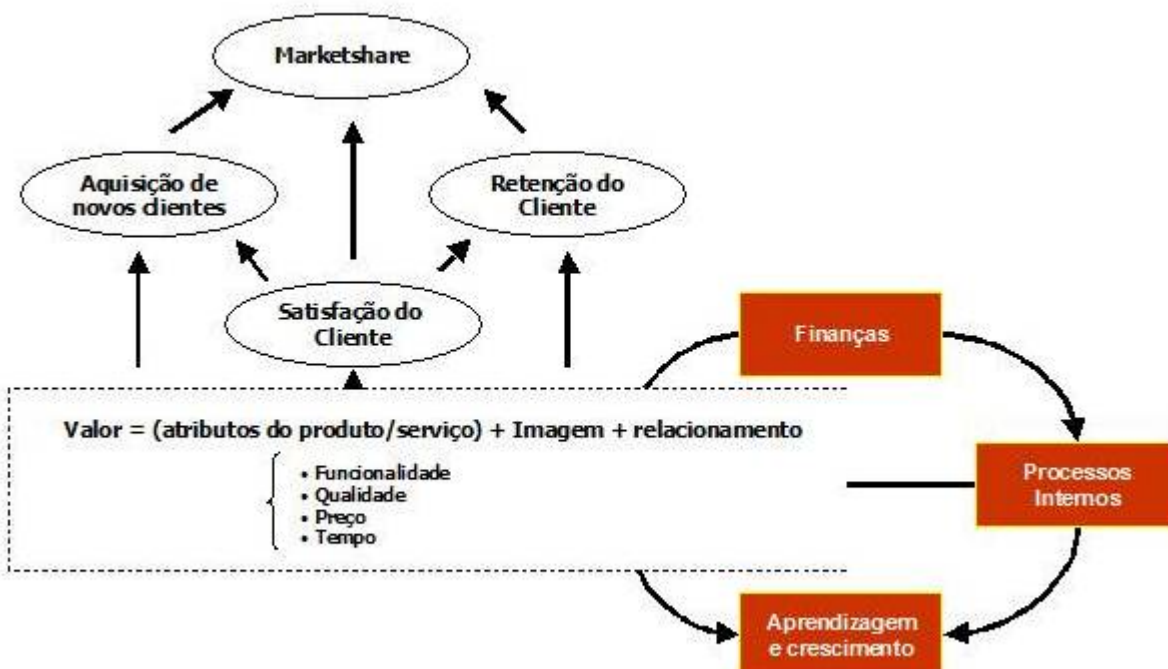 Marketshare
Aquisição de
novos clientes
Retenção do
Cliente
Satisfação do
Cliente
Finanças
Valor = (atributos do produto/serviço) + Imagem + relacionamento
• Funcionalidade
• Qualidade
• Preço
• Tempo
Processos
Internos
Aprendizagem
e crescimento